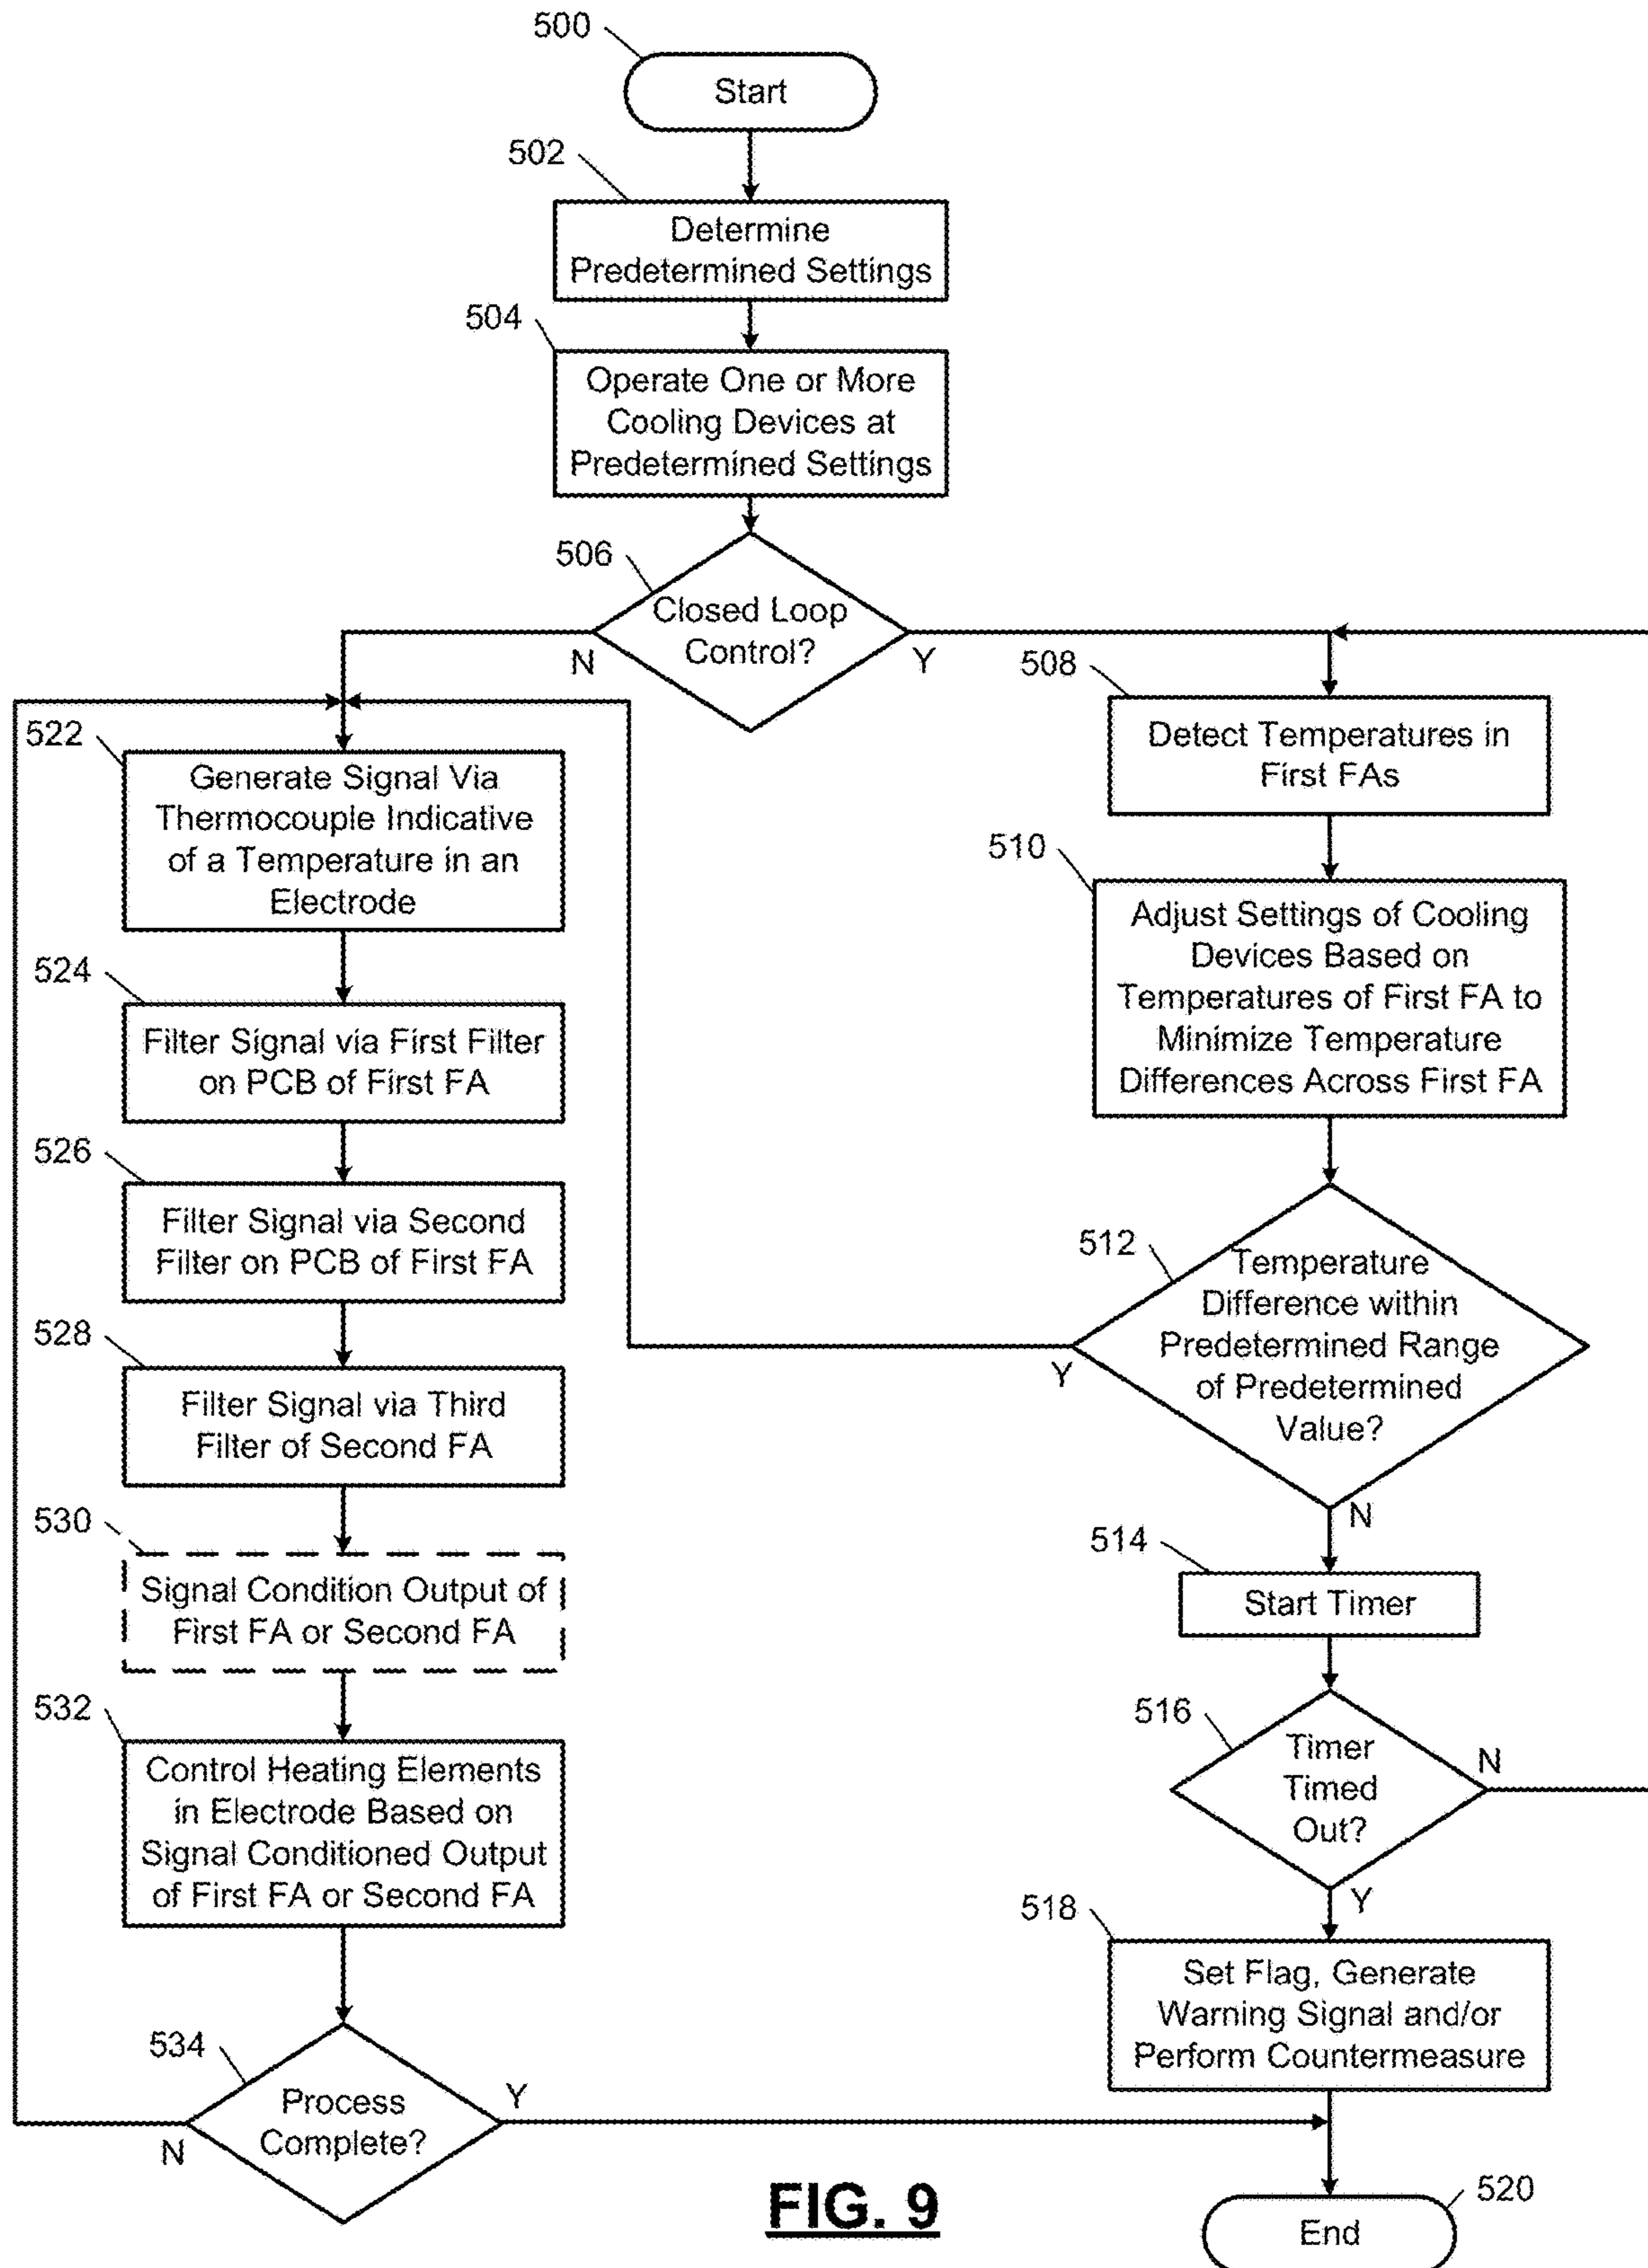 500
Start
502
Determine
Predetermined Settings
504
Operate One or More
Cooling Devices at
Predetermined Settings
506
Closed Loop
Control?
N
Y
508
Detect Temperatures in
First FAs
510
Adjust Settings of Cooling
Devices Based on
Temperatures of First FA to
Minimize Temperature
Differences Across First FA
512
Temperature
Difference within
Predetermined Range
of Predetermined
Value?
Y
N
514
Start Timer
516
Timer
Timed
Out?
N
Y
518
Set Flag, Generate
Warning Signal and/or
Perform Countermeasure
522
Generate Signal Via
Thermocouple Indicative
of a Temperature in an
Electrode
524
Filter Signal via First Filter
on PCB of First FA
526
Filter Signal via Second
Filter on PCB of First FA
528
Filter Signal via Third
Filter of Second FA
530
Signal Condition Output of
First FA or Second FA
532
Control Heating Elements
in Electrode Based on
Signal Conditioned Output
of First FA or Second FA
534
Process
Complete?
N
Y
520
End
FIG. 9